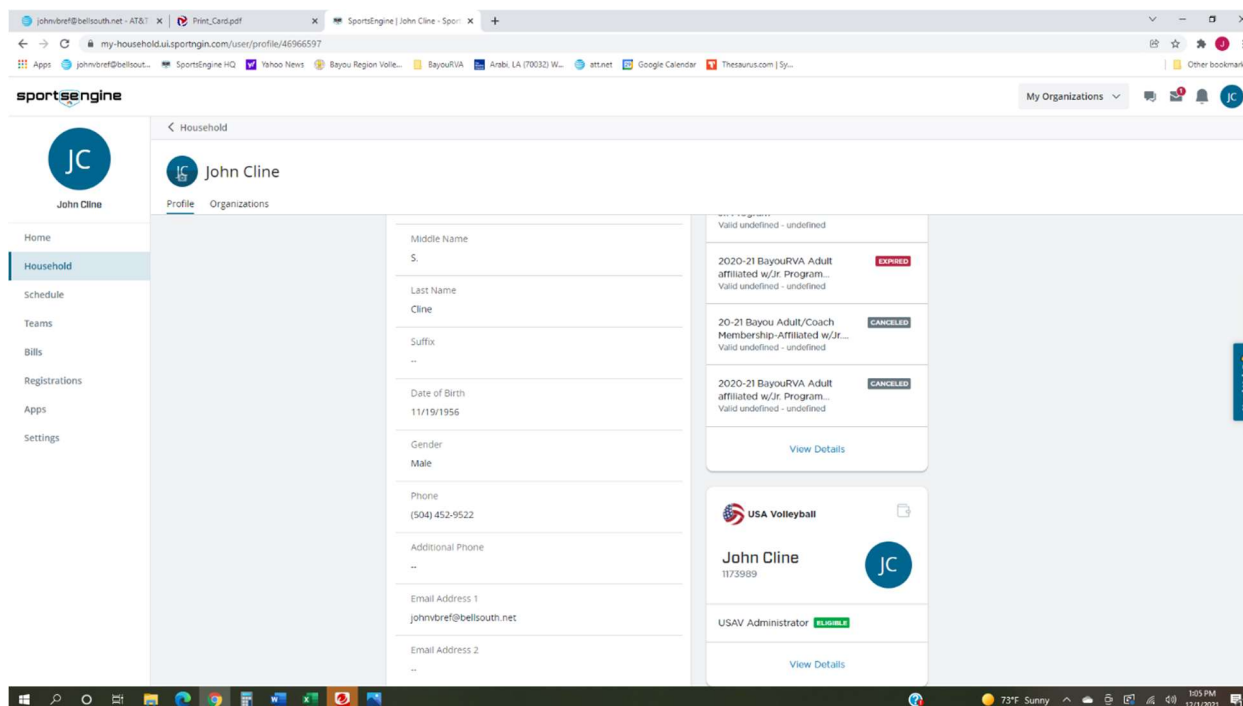 johnvbref@bellsouth.net - AT&T
Print_Card.pdf
SportsEngine | John Cline - Sport
my-household.ui.sportngin.com/user/profile/46966597
Apps
johnvbref@bellsout...
SportsEngine HQ
Yahoo News
Bayou Region Volle...
BayouRVA
Arabi, LA (70032) W...
att.net
Google Calendar
Thesaurus.com | Sy...
Other bookmark
J
sportsengine
My Organizations
1
JC
JC
John Cline
Home
Household
Schedule
Teams
Bills
Registrations
Apps
Settings
Household
JC
John Cline
Profile
Organizations
Middle Name
S.
Last Name
Cline
Suffix
--
Date of Birth
11/19/1956
Gender
Male
Phone
(504) 452-9522
Additional Phone
--
Email Address 1
johnvbref@bellsouth.net
Email Address 2
--
Valid undefined - undefined
2020-21 BayouRVA Adult
affiliated w/Jr. Program...
Valid undefined - undefined
EXPIRED
20-21 Bayou Adult/Coach
Membership-Affiliated w/Jr....
Valid undefined - undefined
CANCELED
2020-21 BayouRVA Adult
affiliated w/Jr. Program...
Valid undefined - undefined
CANCELED
View Details
USA Volleyball
John Cline
1173989
JC
USAV Administrator
ELIGIBLE
View Details
73°F Sunny
1:05 PM
12/1/2021